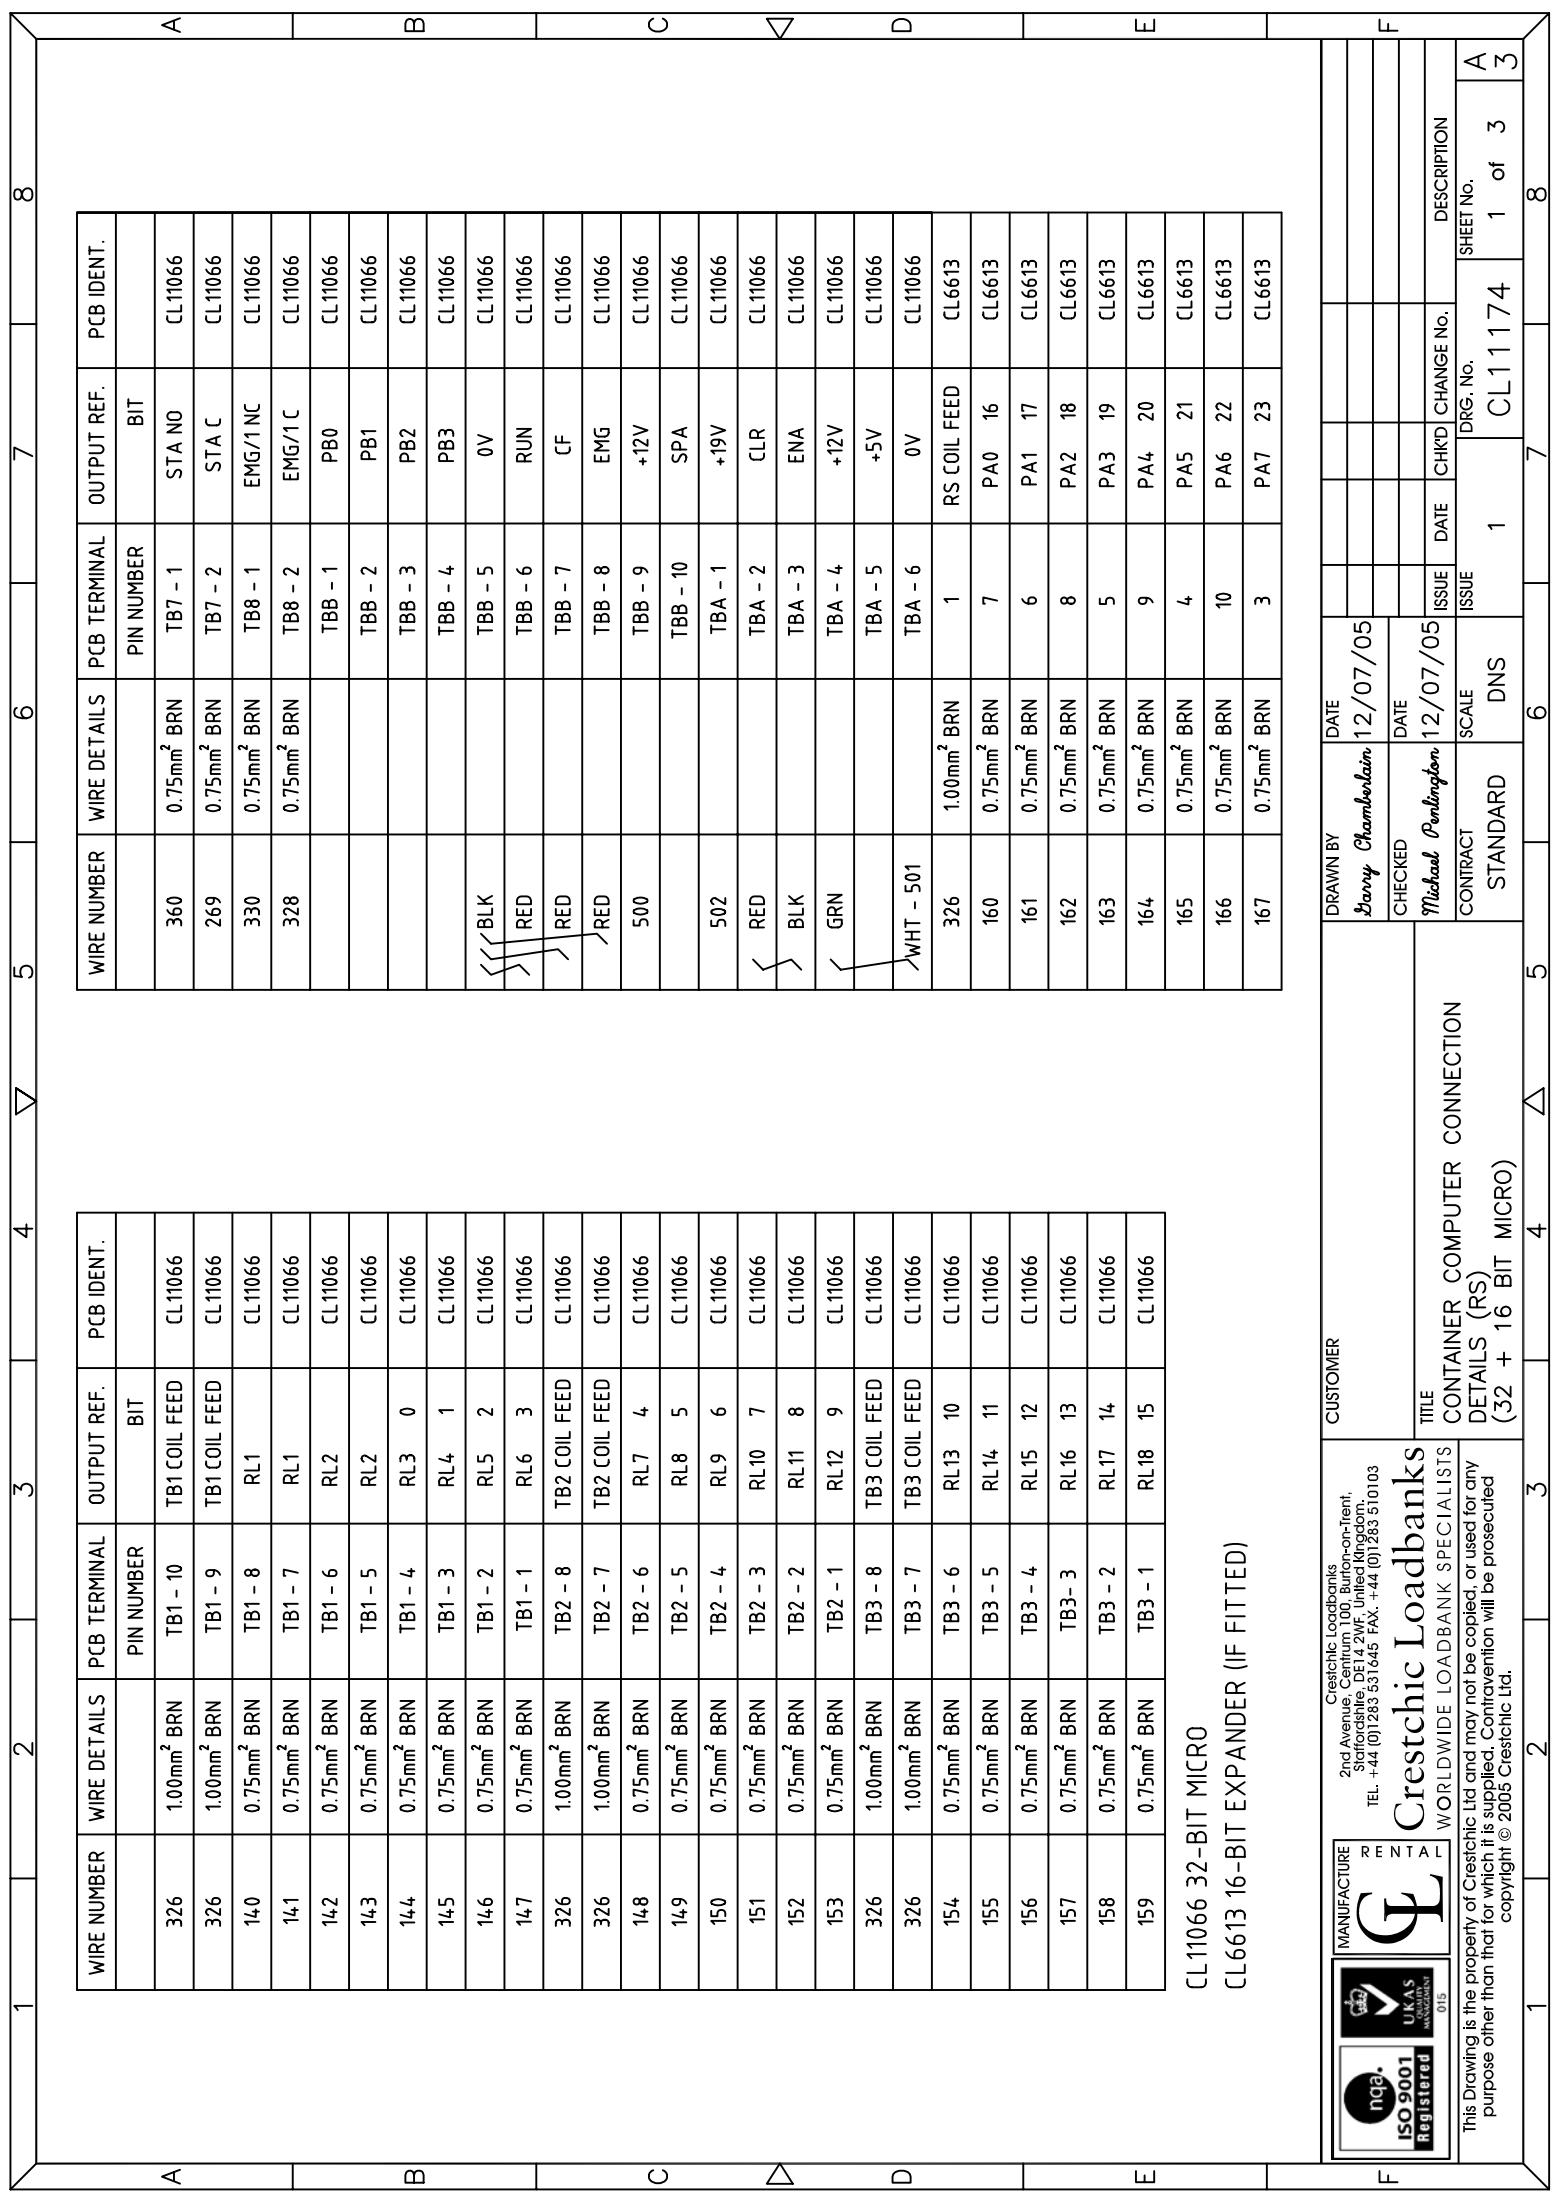 1 2 3 4 5 6 7 8
A B C D E F
WIRE NUMBER WIRE DETAILS PCB TERMINAL OUTPUT REF. PCB IDENT.
PIN NUMBER BIT
326 1.00mm² BRN TB1 - 10 TB1 COIL FEED CL11066
326 1.00mm² BRN TB1 - 9 TB1 COIL FEED CL11066
140 0.75mm² BRN TB1 - 8 RL1 CL11066
141 0.75mm² BRN TB1 - 7 RL1 CL11066
142 0.75mm² BRN TB1 - 6 RL2 CL11066
143 0.75mm² BRN TB1 - 5 RL2 CL11066
144 0.75mm² BRN TB1 - 4 RL3 0 CL11066
145 0.75mm² BRN TB1 - 3 RL4 1 CL11066
146 0.75mm² BRN TB1 - 2 RL5 2 CL11066
147 0.75mm² BRN TB1 - 1 RL6 3 CL11066
326 1.00mm² BRN TB2 - 8 TB2 COIL FEED CL11066
326 1.00mm² BRN TB2 - 7 TB2 COIL FEED CL11066
148 0.75mm² BRN TB2 - 6 RL7 4 CL11066
149 0.75mm² BRN TB2 - 5 RL8 5 CL11066
150 0.75mm² BRN TB2 - 4 RL9 6 CL11066
151 0.75mm² BRN TB2 - 3 RL10 7 CL11066
152 0.75mm² BRN TB2 - 2 RL11 8 CL11066
153 0.75mm² BRN TB2 - 1 RL12 9 CL11066
326 1.00mm² BRN TB3 - 8 TB3 COIL FEED CL11066
326 1.00mm² BRN TB3 - 7 TB3 COIL FEED CL11066
154 0.75mm² BRN TB3 - 6 RL13 10 CL11066
155 0.75mm² BRN TB3 - 5 RL14 11 CL11066
156 0.75mm² BRN TB3 - 4 RL15 12 CL11066
157 0.75mm² BRN TB3- 3 RL16 13 CL11066
158 0.75mm² BRN TB3 - 2 RL17 14 CL11066
159 0.75mm² BRN TB3 - 1 RL18 15 CL11066
CL11066 32-BIT MICRO
CL6613 16-BIT EXPANDER (IF FITTED)
WIRE NUMBER WIRE DETAILS PCB TERMINAL OUTPUT REF. PCB IDENT.
PIN NUMBER BIT
360 0.75mm² BRN TB7 - 1 STA NO CL11066
269 0.75mm² BRN TB7 - 2 STA C CL11066
330 0.75mm² BRN TB8 - 1 EMG/1 NC CL11066
328 0.75mm² BRN TB8 - 2 EMG/1 C CL11066
TBB - 1 PB0 CL11066
TBB - 2 PB1 CL11066
TBB - 3 PB2 CL11066
TBB - 4 PB3 CL11066
BLK TBB - 5 0V CL11066
RED TBB - 6 RUN CL11066
RED TBB - 7 CF CL11066
RED TBB - 8 EMG CL11066
500 TBB - 9 +12V CL11066
TBB - 10 SPA CL11066
502 TBA - 1 +19V CL11066
RED TBA - 2 CLR CL11066
BLK TBA - 3 ENA CL11066
GRN TBA - 4 +12V CL11066
TBA - 5 +5V CL11066
WHT - 501 TBA - 6 0V CL11066
326 1.00mm² BRN 1 RS COIL FEED CL6613
160 0.75mm² BRN 7 PA0 16 CL6613
161 0.75mm² BRN 6 PA1 17 CL6613
162 0.75mm² BRN 8 PA2 18 CL6613
163 0.75mm² BRN 5 PA3 19 CL6613
164 0.75mm² BRN 9 PA4 20 CL6613
165 0.75mm² BRN 4 PA5 21 CL6613
166 0.75mm² BRN 10 PA6 22 CL6613
167 0.75mm² BRN 3 PA7 23 CL6613
nqa.
ISO 9001
Registered
UKAS
QUALITY
MANAGEMENT
015
MANUFACTURE
CL
RENTAL
Crestchic Loadbanks
2nd Avenue, Centrum 100, Burton-on-Trent,
Staffordshire, DE14 2WF, United Kingdom.
TEL. +44 (0)1283 531645 FAX. +44 (0)1283 510103
Crestchic Loadbanks
WORLDWIDE LOADBANK SPECIALISTS
This Drawing is the property of Crestchic Ltd and may not be copied, or used for any
purpose other than that for which it is supplied. Contravention will be prosecuted
copyright © 2005 Crestchic Ltd.
CUSTOMER
TITLE
CONTAINER COMPUTER CONNECTION
DETAILS (RS)
(32 + 16 BIT MICRO)
DRAWN BY DATE
Garry Chamberlain 12/07/05
CHECKED DATE
Michael Penlington 12/07/05
CONTRACT SCALE
STANDARD DNS
ISSUE DATE CHK'D CHANGE No. DESCRIPTION
ISSUE DRG. No. SHEET No.
1 CL11174 1 of 3 A3
1 2 3 4 5 6 7 8
A B C D E F